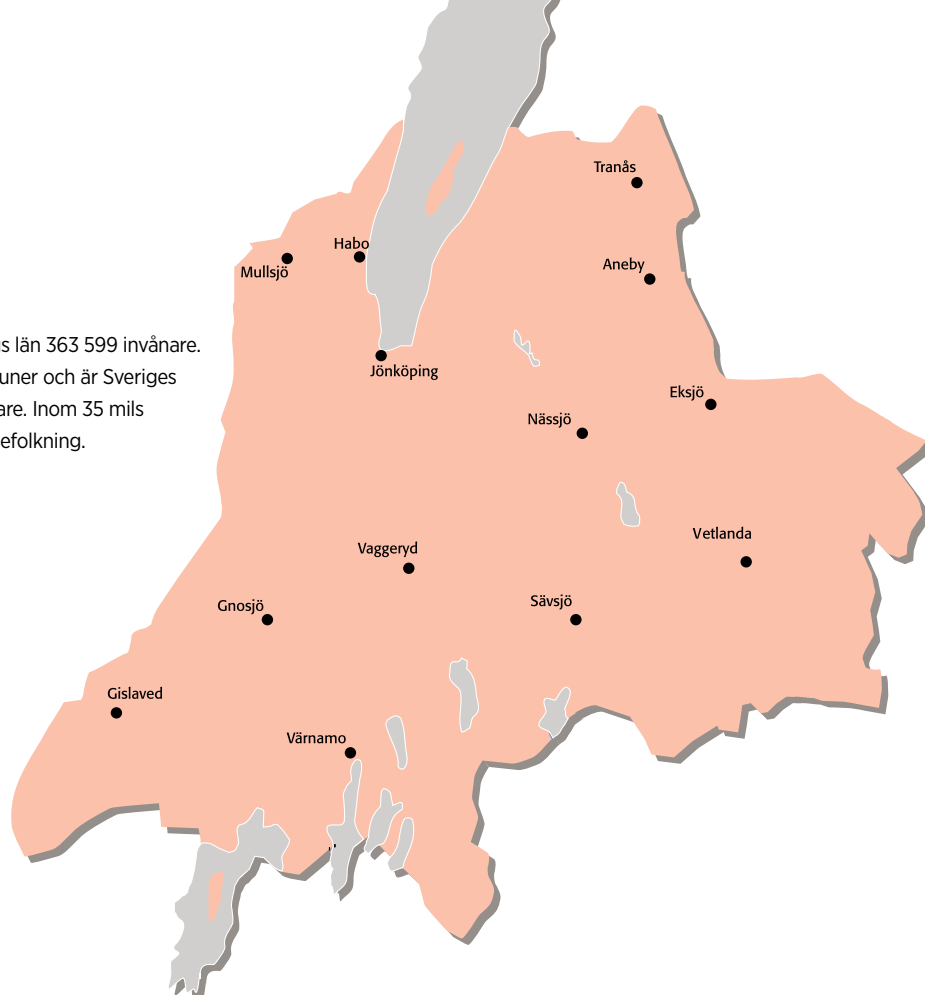 Tranås
Habo
Mullsjö
Aneby
s län 363 599 invånare.
uner och är Sveriges
are. Inom 35 mils
efolkning.
Jönköping
Eksjö
Nässjö
Vetlanda
Vaggeryd
Sävsjö
Gnosjö
Gislaved
Värnamo